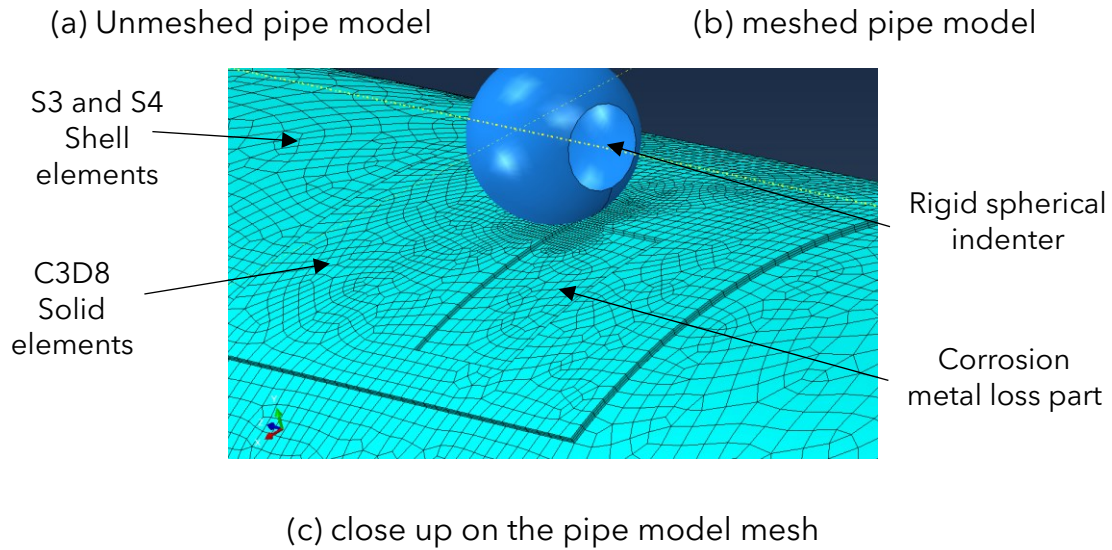 (a) Unmeshed pipe model
(b) meshed pipe model
S3 and S4
Shell
elements
Rigid spherical
indenter
C3D8
Solid
elements
Corrosion
metal loss part
Y
X
(c) close up on the pipe model mesh